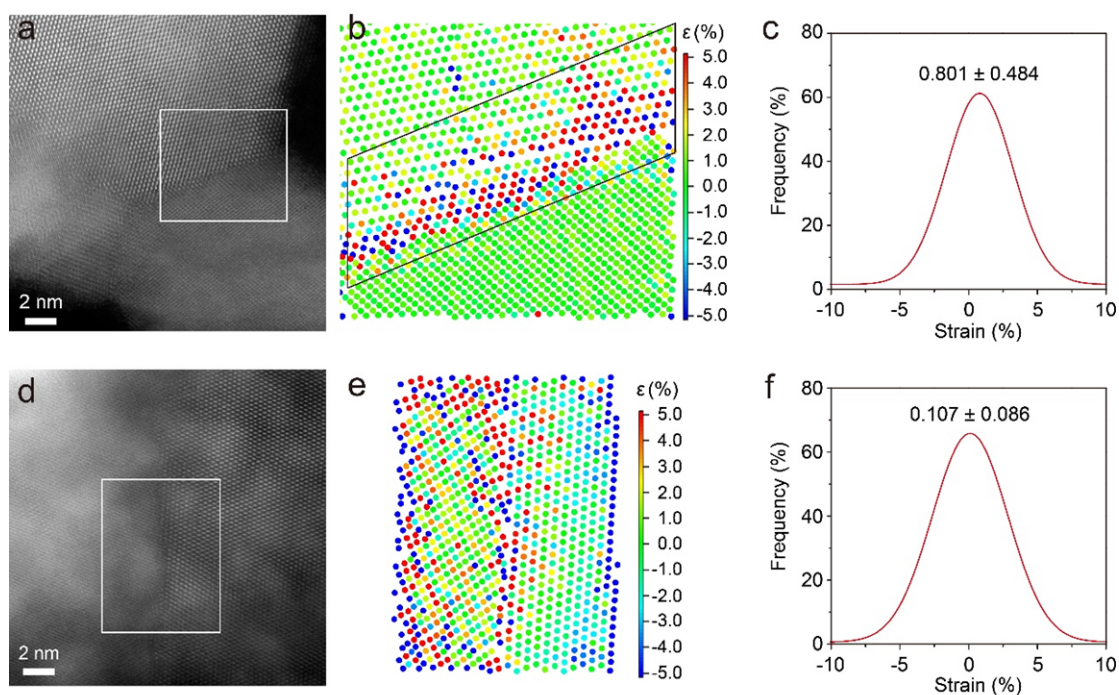 a
2 nm
b
ε (%)
5.0
4.0
3.0
2.0
1.0
0.0
-1.0
-2.0
-3.0
-4.0
-5.0
c
0.801 ± 0.484
Frequency (%)
80
60
40
20
0
-10 -5 0 5 10
Strain (%)
d
2 nm
e
ε (%)
5.0
4.0
3.0
2.0
1.0
0.0
-1.0
-2.0
-3.0
-4.0
-5.0
f
0.107 ± 0.086
Frequency (%)
80
60
40
20
0
-10 -5 0 5 10
Strain (%)